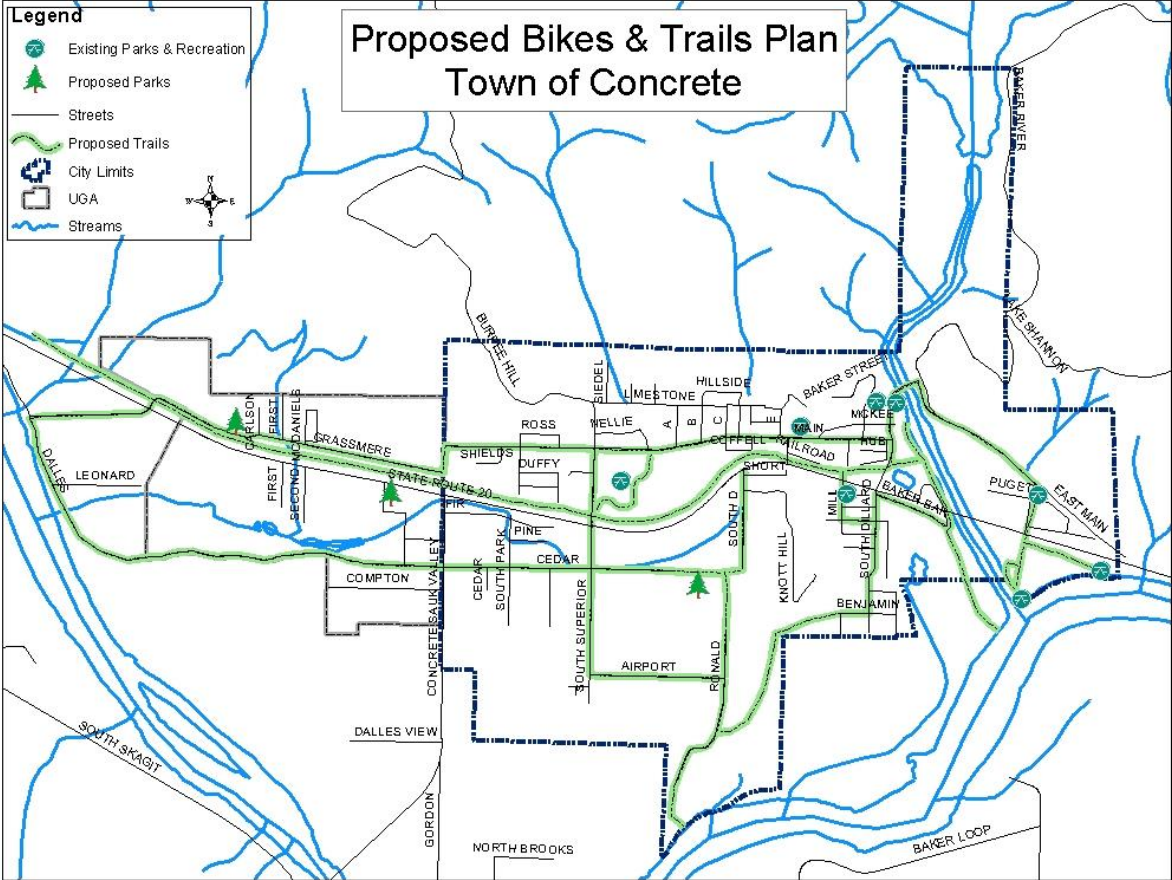 Legend
Existing Parks & Recreation
Proposed Parks
Streets
Proposed Trails
City Limits
UGA
Streams
N
W
E
S
Proposed Bikes & Trails Plan
Town of Concrete
BAKER RIVER
LAKE SHANNON
BURPEE HILL
SIEDEL
LIMESTONE
HILLSIDE
BAKER STREET
CARLSON
FIRST
MCDANIELS
GRASSMERE
ROSS
NELLIE
A
B
C
E
MAIN
MCKEE
COFFELL
RAILROAD
HUB
SHIELDS
DUFFY
SHORT
DALLES
LEONARD
FIRST
SECOND
STATE ROUTE 20
FIR
PINE
CEDAR
SOUTH D
MILL
SOUTH DILLARD
BAKER BAR
PUGET
EAST MAIN
COMPTON
CONCRETE SAUK VALLEY
CEDAR
SOUTH PARK
SOUTH SUPERIOR
KNOTT HILL
BENJAMIN
AIRPORT
RONALD
SOUTH SKAGIT
DALLES VIEW
GORDON
NORTH BROOKS
BAKER LOOP